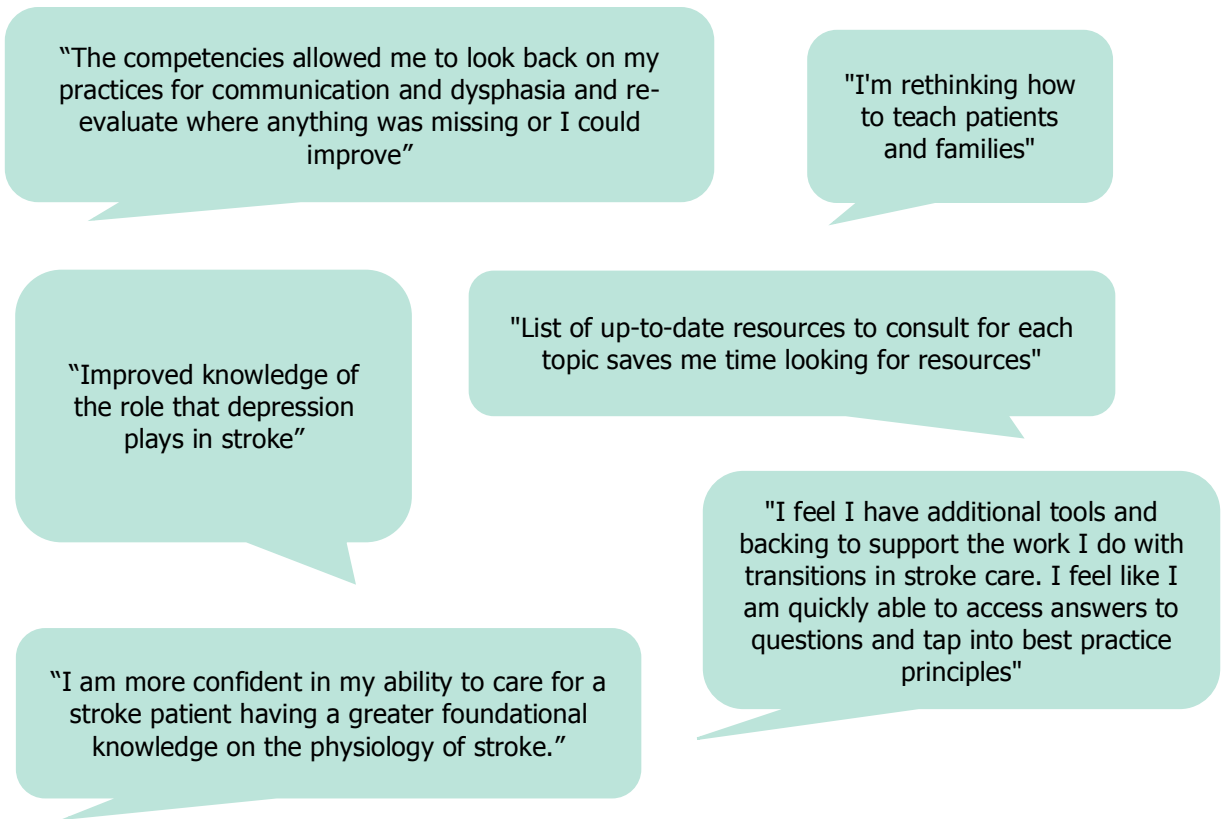 “The competencies allowed me to look back on my
practices for communication and dysphasia and re-
evaluate where anything was missing or I could
improve”
"I'm rethinking how
to teach patients
and families"
“Improved knowledge of
the role that depression
plays in stroke”
"List of up-to-date resources to consult for each
topic saves me time looking for resources"
"I feel I have additional tools and
backing to support the work I do with
transitions in stroke care. I feel like I
am quickly able to access answers to
questions and tap into best practice
principles"
“I am more confident in my ability to care for a
stroke patient having a greater foundational
knowledge on the physiology of stroke.”